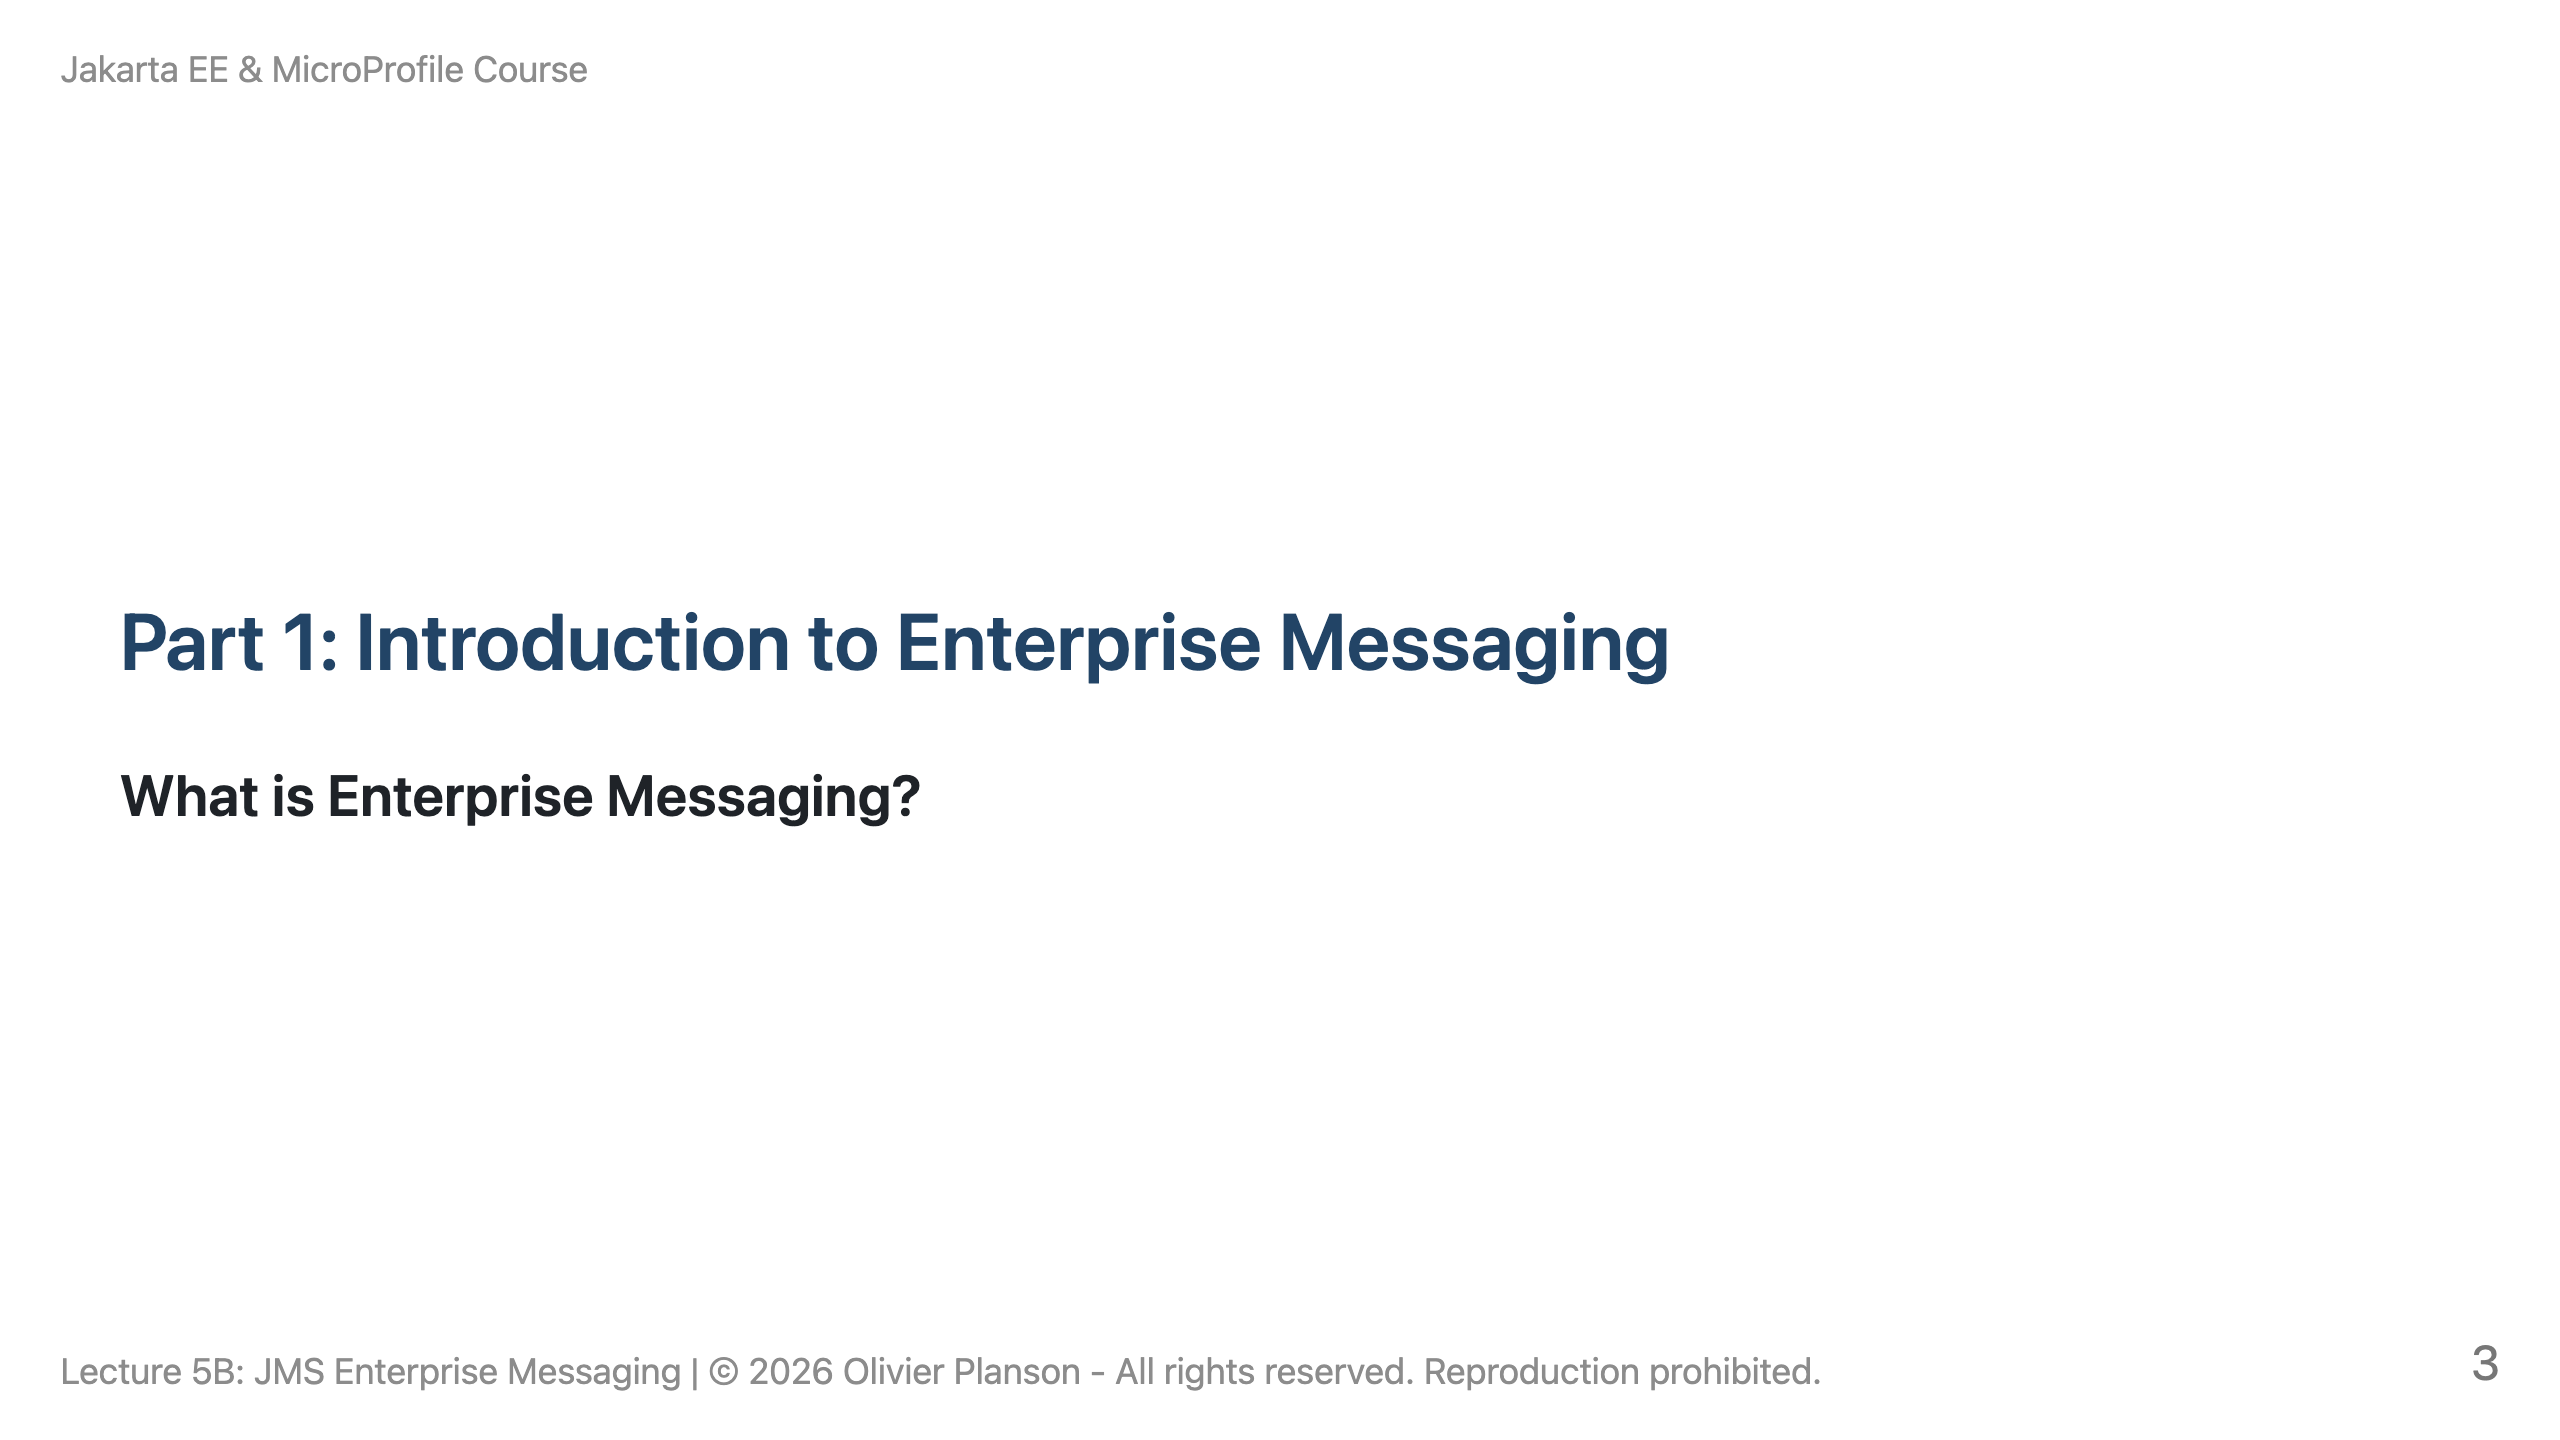 Jakarta EE & MicroProfile Course
Part 1: Introduction to Enterprise Messaging
What is Enterprise Messaging?
Lecture 5B: JMS Enterprise Messaging | © 2026 Olivier Planson - All rights reserved. Reproduction prohibited.
3